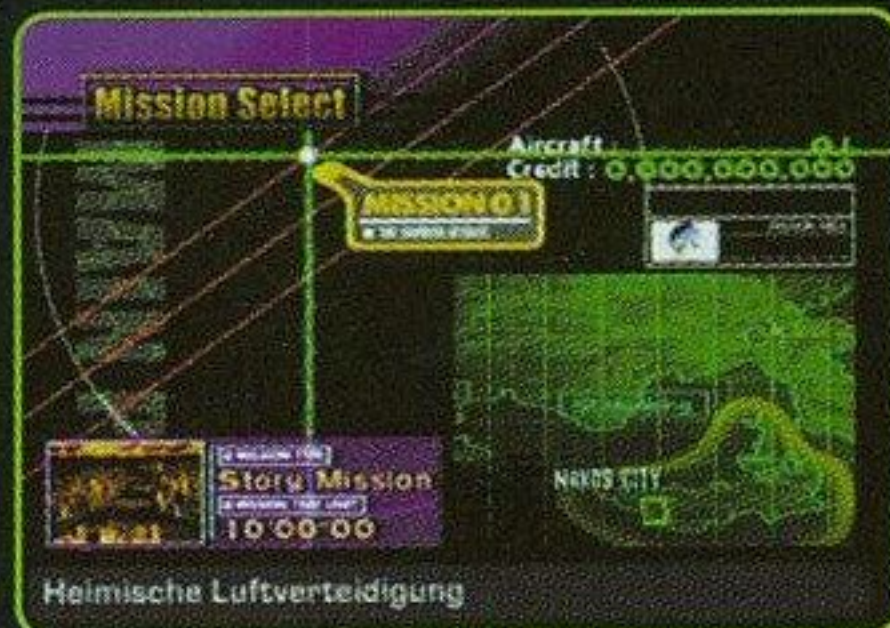 Mission Select
Aircraft : 01
Credit : 0,000,000,000
MISSION 01
Story Mission
10'00"00
NAKOS CITY
Heimische Luftverteidigung